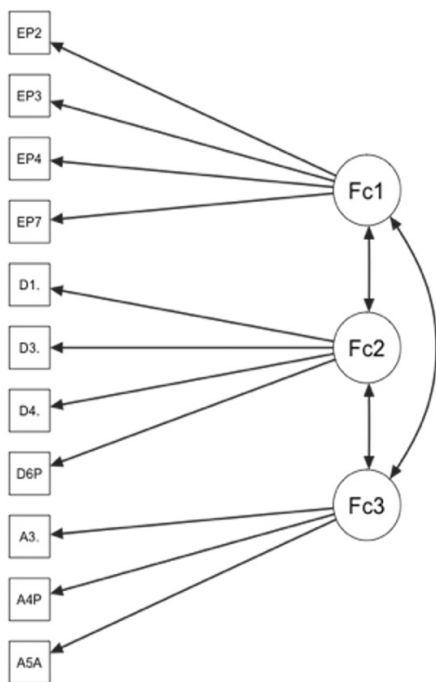 EP2
EP3
EP4
EP7
Fc1
D1.
D3.
D4.
D6P
Fc2
A3.
A4P
A5A
Fc3